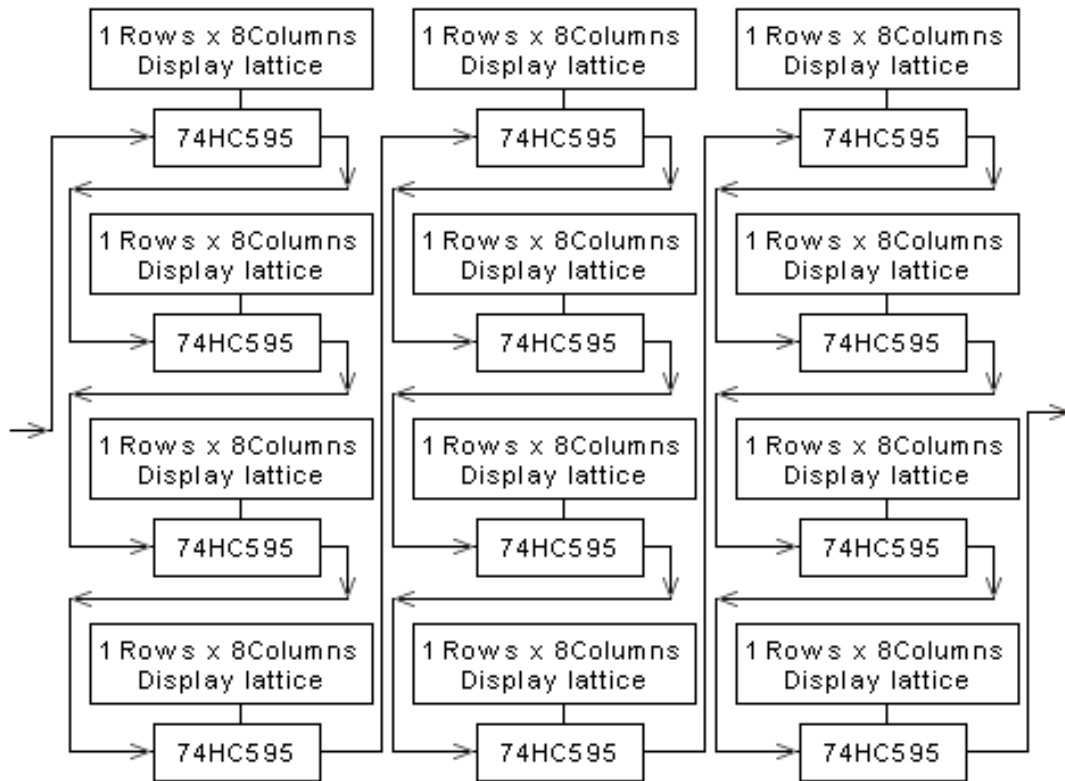 1 Rows x 8Columns
Display lattice
1 Rows x 8Columns
Display lattice
1 Rows x 8Columns
Display lattice
74HC595
74HC595
74HC595
1 Rows x 8Columns
Display lattice
1 Rows x 8Columns
Display lattice
1 Rows x 8Columns
Display lattice
74HC595
74HC595
74HC595
1 Rows x 8Columns
Display lattice
1 Rows x 8Columns
Display lattice
1 Rows x 8Columns
Display lattice
74HC595
74HC595
74HC595
1 Rows x 8Columns
Display lattice
1 Rows x 8Columns
Display lattice
1 Rows x 8Columns
Display lattice
74HC595
74HC595
74HC595